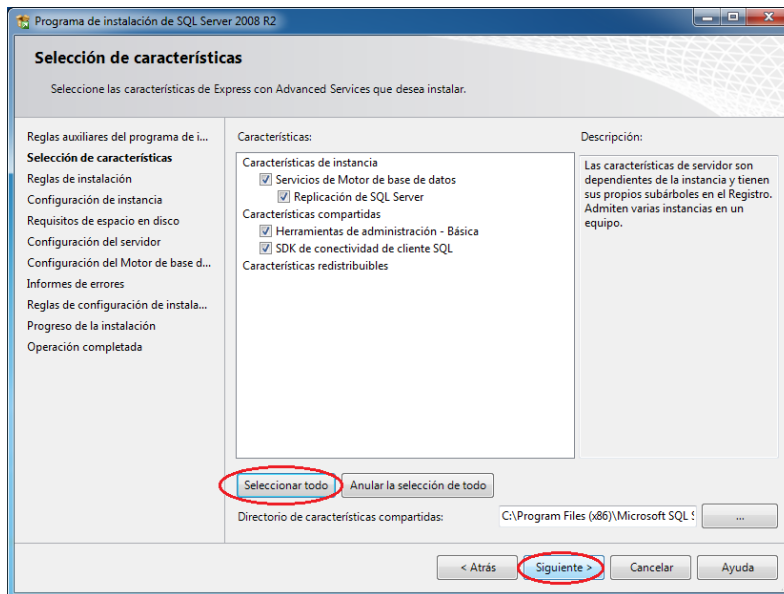 Programa de instalación de SQL Server 2008 R2
Selección de características
Seleccione las características de Express con Advanced Services que desea instalar.
Reglas auxiliares del programa de i...
Selección de características
Reglas de instalación
Configuración de instancia
Requisitos de espacio en disco
Configuración del servidor
Configuración del Motor de base d...
Informes de errores
Reglas de configuración de instala...
Progreso de la instalación
Operación completada
Características:
Características de instancia
Servicios de Motor de base de datos
Replicación de SQL Server
Características compartidas
Herramientas de administración - Básica
SDK de conectividad de cliente SQL
Características redistribuibles
Descripción:
Las características de servidor son
dependientes de la instancia y tienen
sus propios subárboles en el Registro.
Admiten varias instancias en un
equipo.
Seleccionar todo
Anular la selección de todo
Directorio de características compartidas:
C:\Program Files (x86)\Microsoft SQL
...
< Atrás
Siguiente >
Cancelar
Ayuda